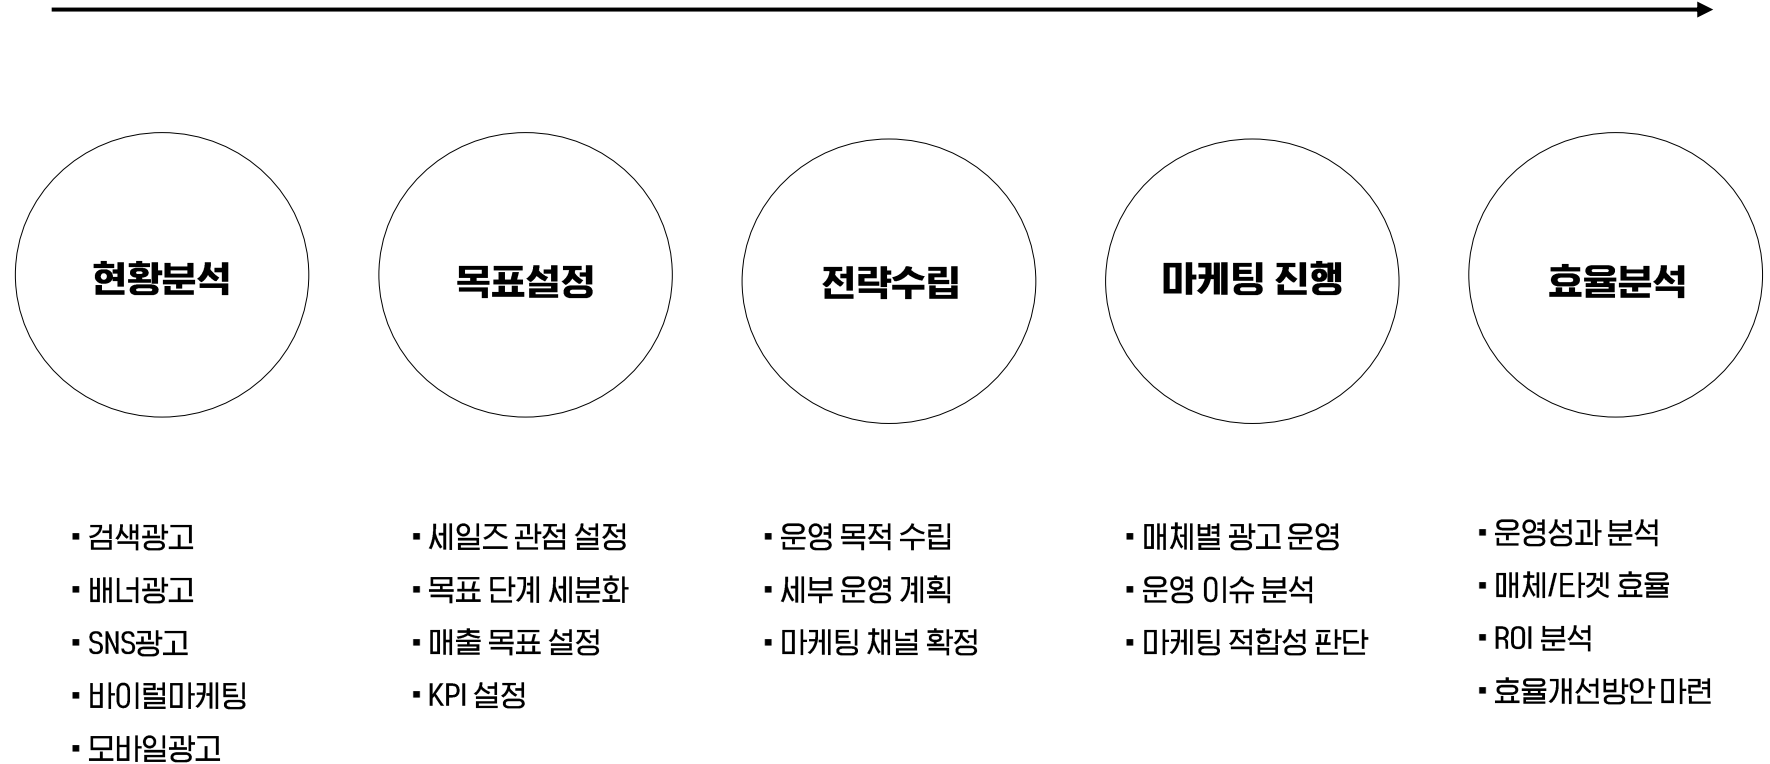 현황분석
목표설정
전략수립
마케팅 진행
효율분석
▪ 검색광고
▪ 배너광고
▪ SNS광고
▪ 바이럴마케팅
▪ 모바일광고
▪ 세일즈 관점 설정
▪ 목표 단계 세분화
▪ 매출 목표 설정
▪ KPI 설정
▪ 운영 목적 수립
▪ 세부 운영 계획
▪ 마케팅 채널 확정
▪ 매체별 광고 운영
▪ 운영 이슈 분석
▪ 마케팅 적합성 판단
▪ 운영성과 분석
▪ 매체/타겟 효율
▪ ROI 분석
▪ 효율개선방안 마련